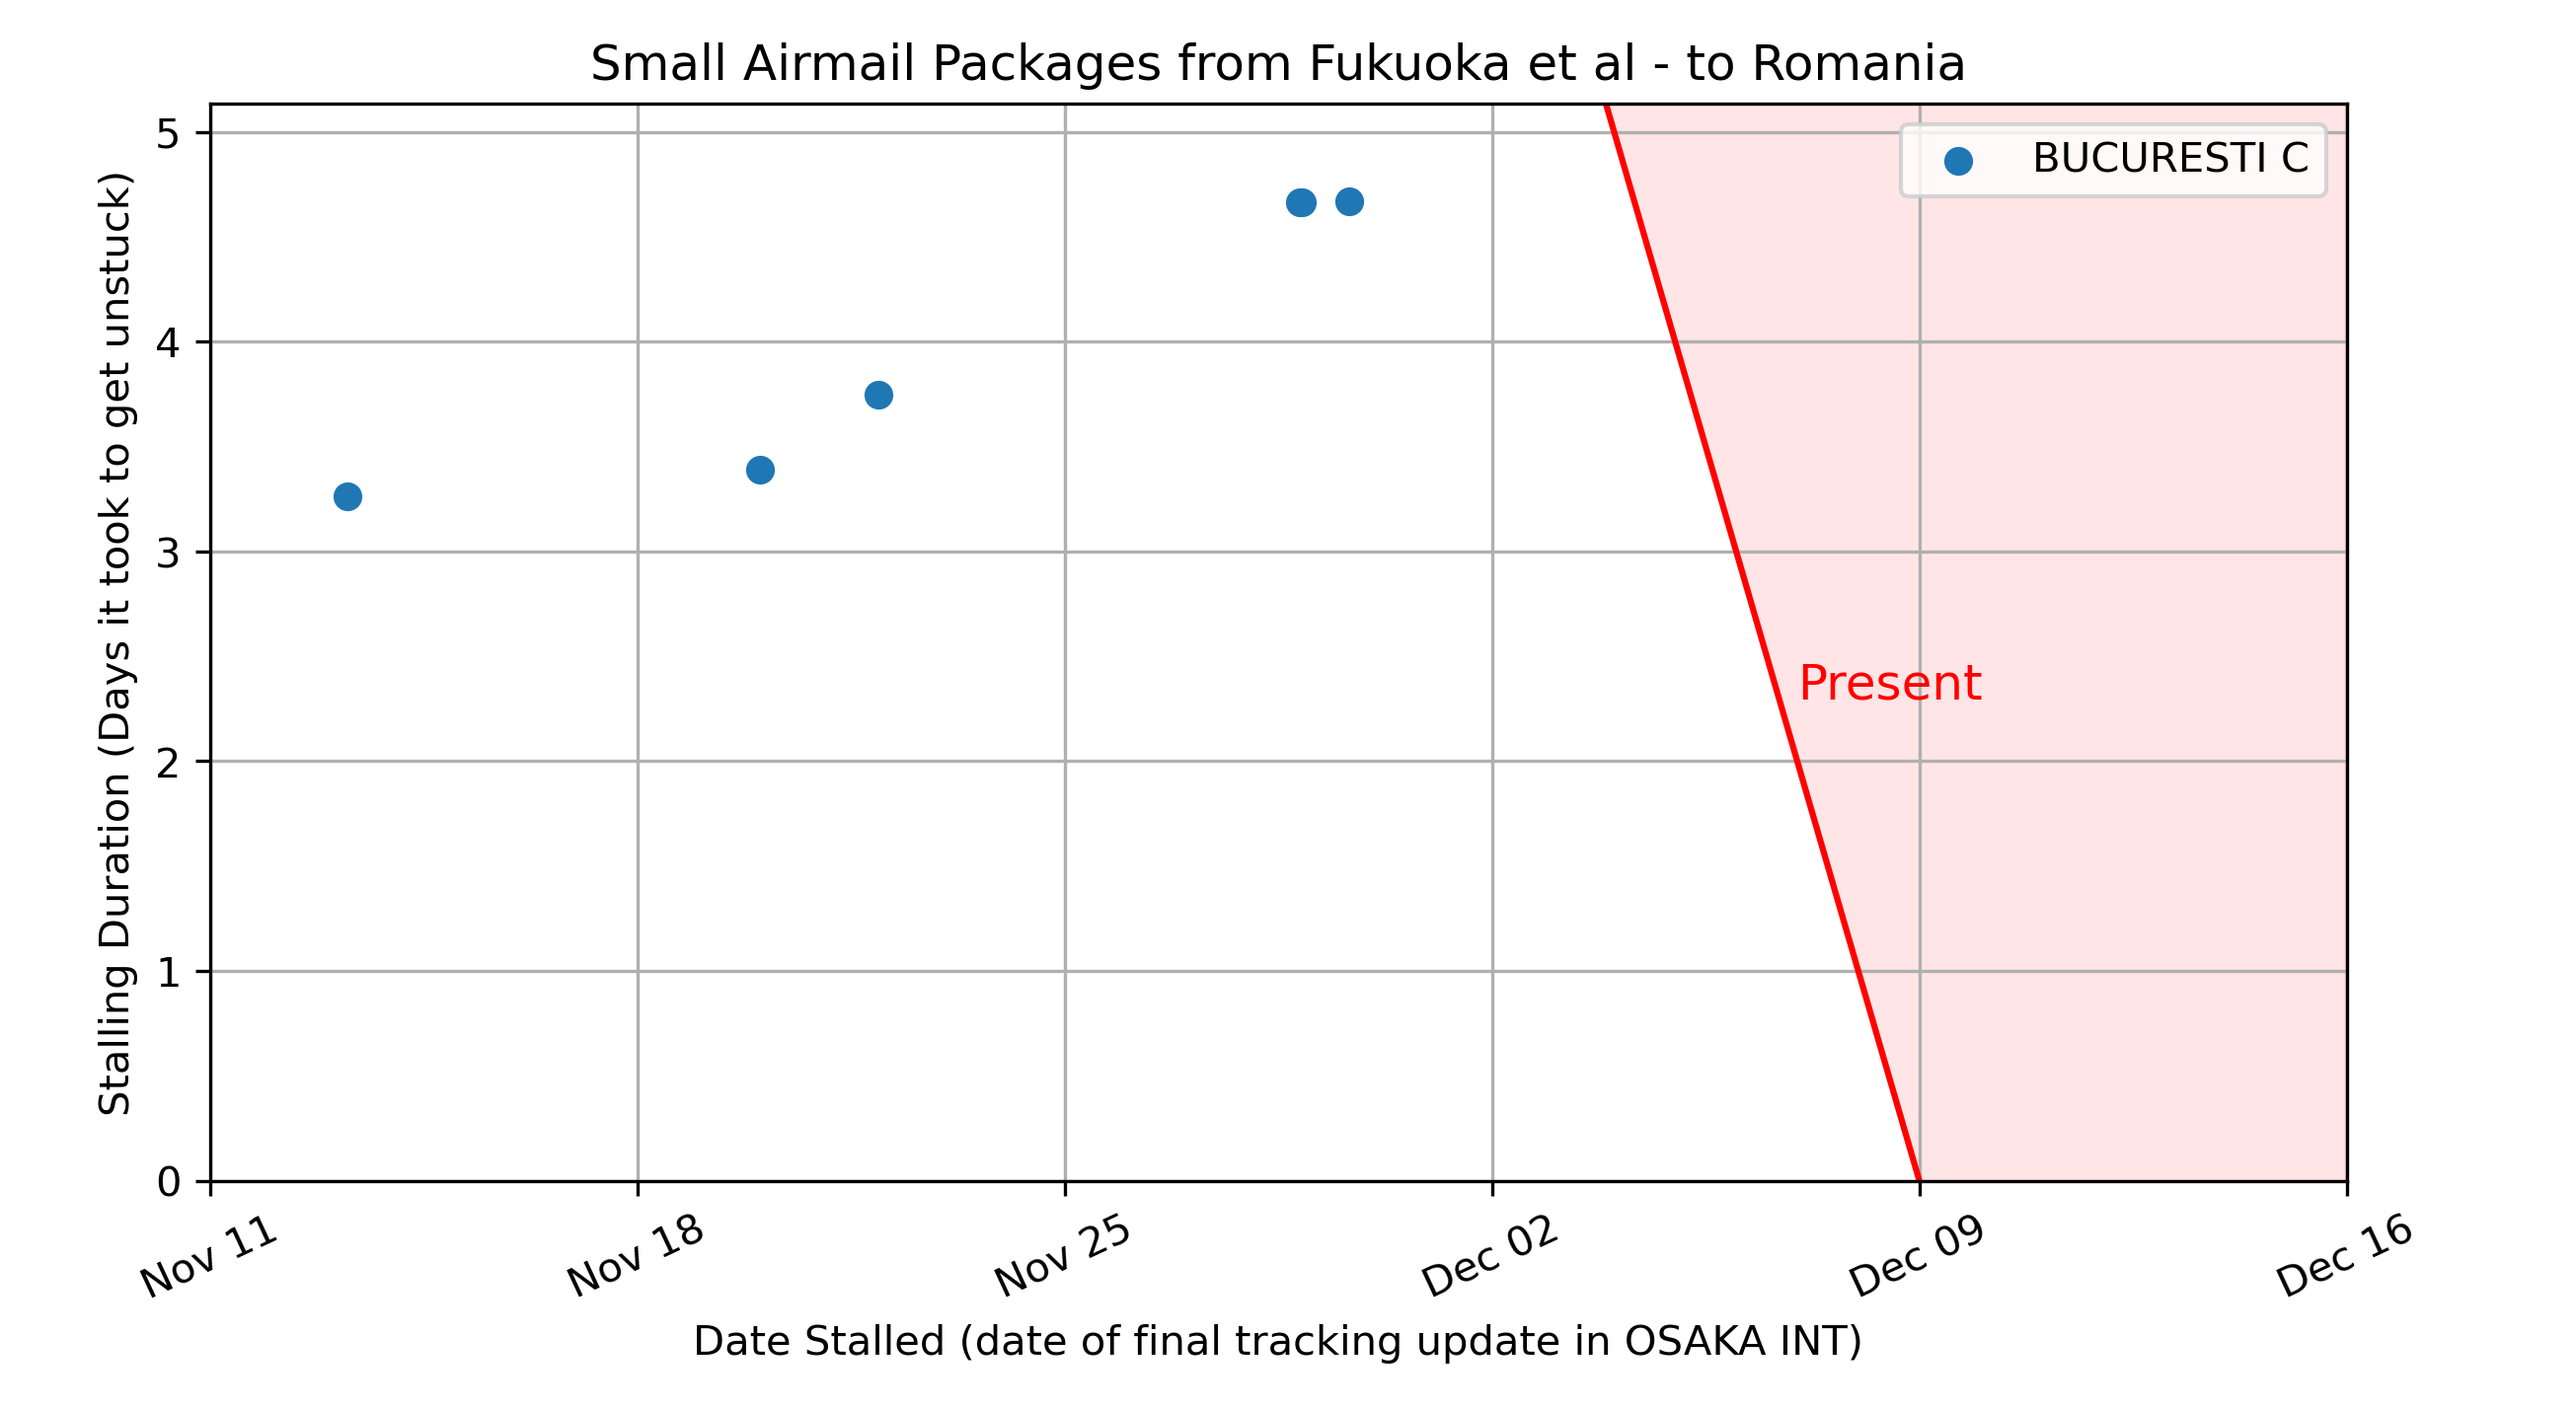 Small Airmail Packages from Fukuoka et al - to Romania
Stalling Duration (Days it took to get unstuck)
5
4
3
2
1
0
BUCURESTI C
Present
Nov 11
Nov 18
Nov 25
Dec 02
Dec 09
Dec 16
Date Stalled (date of final tracking update in OSAKA INT)